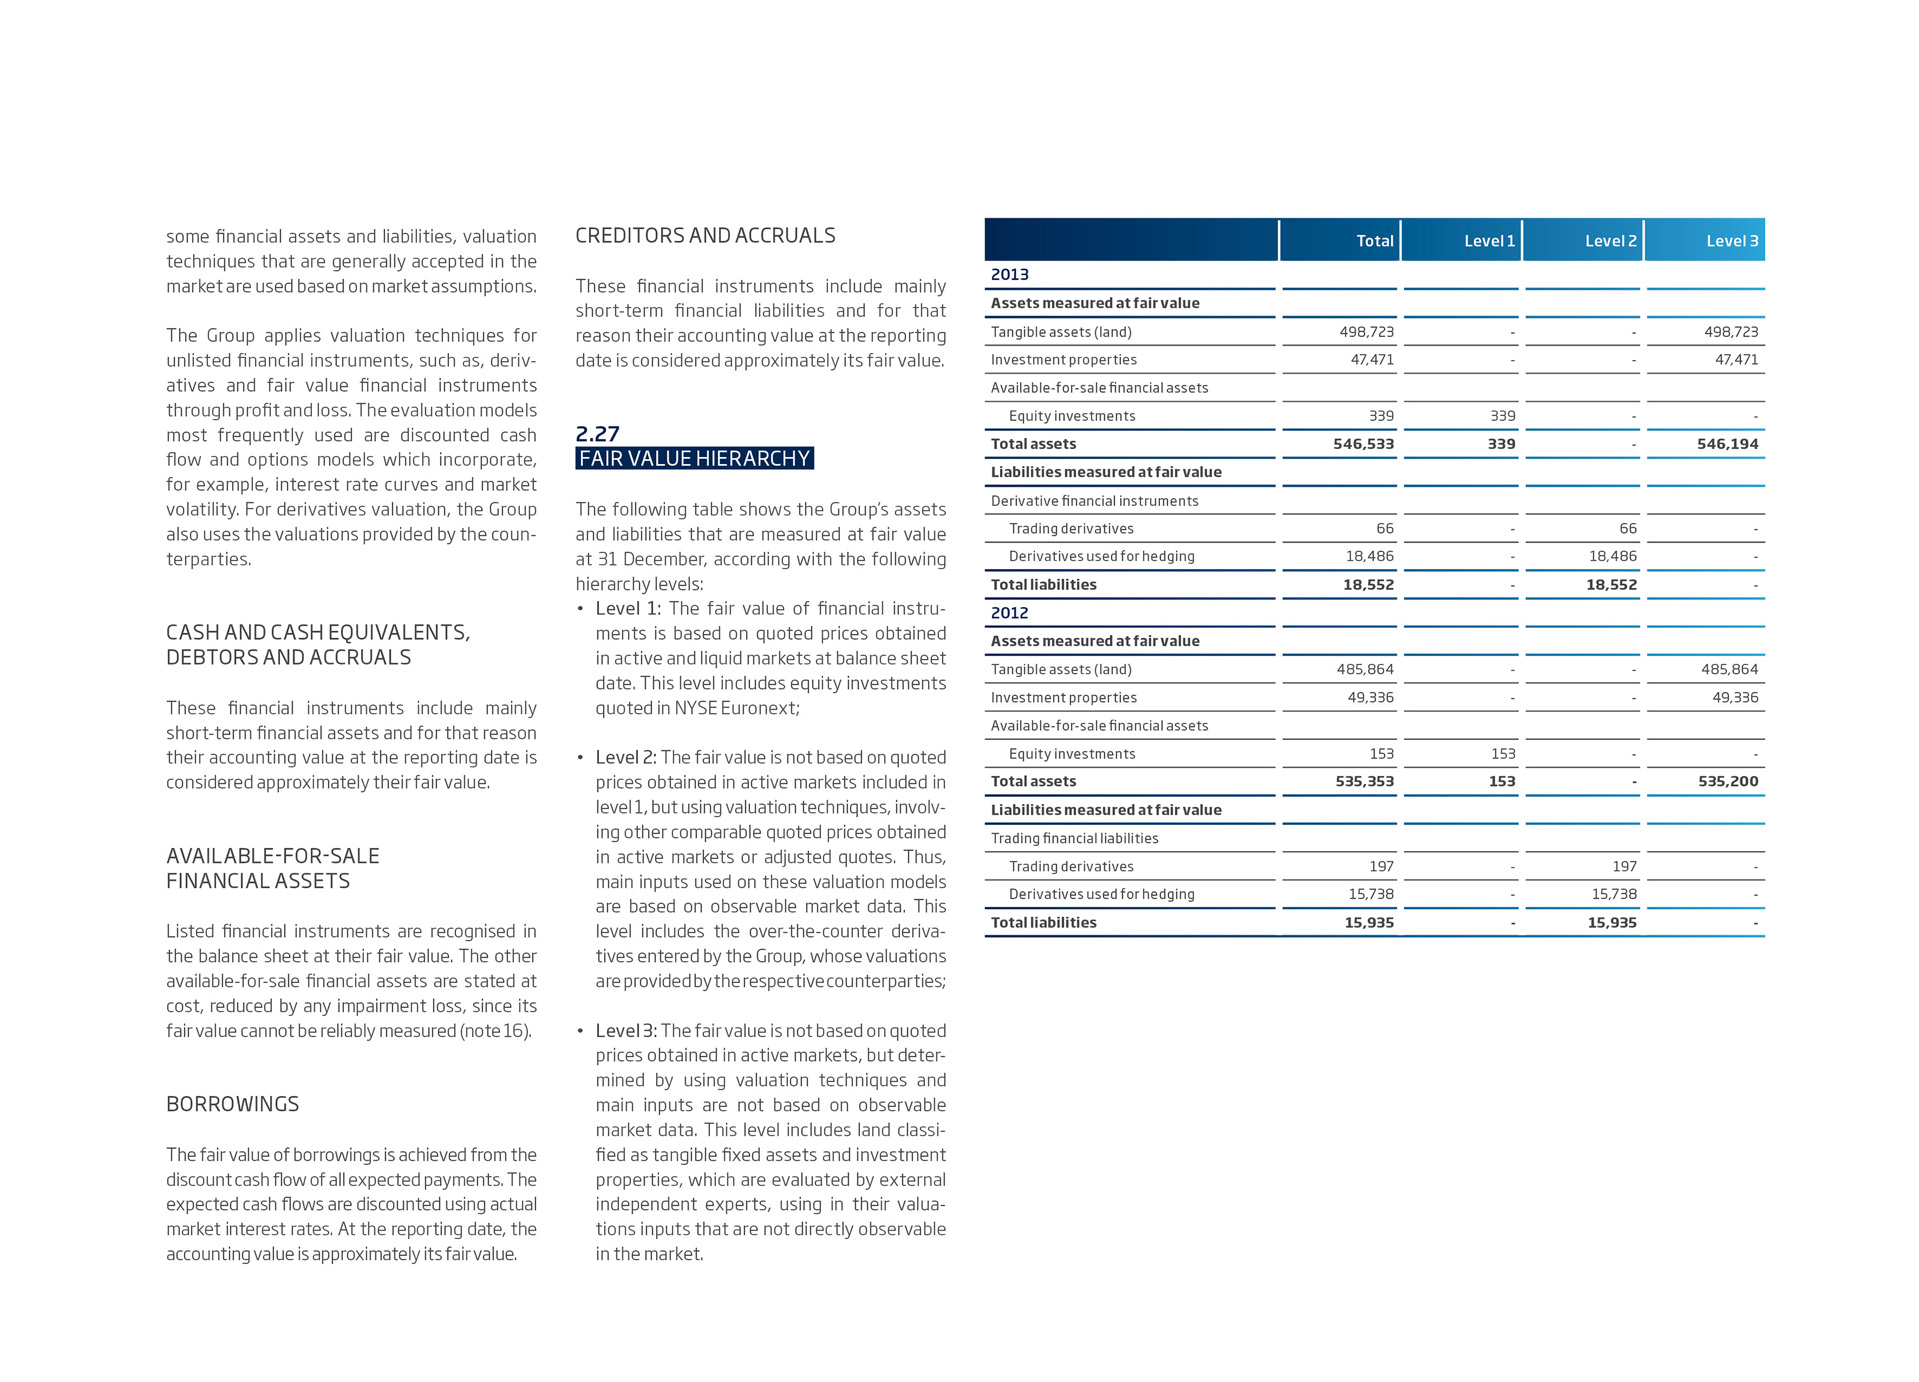 some financial assets and liabilities, valuation
techniques that are generally accepted in the
market are used based on market assumptions.
The Group applies valuation techniques for
unlisted financial instruments, such as, deriv-
atives and fair value financial instruments
through profit and loss. The evaluation models
most frequently used are discounted cash
flow and options models which incorporate,
for example, interest rate curves and market
volatility. For derivatives valuation, the Group
also uses the valuations provided by the coun-
terparties.
CASH AND CASH EQUIVALENTS,
DEBTORS AND ACCRUALS
These financial instruments include mainly
short-term financial assets and for that reason
their accounting value at the reporting date is
considered approximately their fair value.
AVAILABLE-FOR-SALE
FINANCIAL ASSETS
Listed financial instruments are recognised in
the balance sheet at their fair value. The other
available-for-sale financial assets are stated at
cost, reduced by any impairment loss, since its
fair value cannot be reliably measured (note 16).
BORROWINGS
The fair value of borrowings is achieved from the
discount cash flow of all expected payments. The
expected cash flows are discounted using actual
market interest rates. At the reporting date, the
accounting value is approximately its fair value.
CREDITORS AND ACCRUALS
These financial instruments include mainly
short-term financial liabilities and for that
reason their accounting value at the reporting
date is considered approximately its fair value.
2.27
FAIR VALUE HIERARCHY
The following table shows the Group's assets
and liabilities that are measured at fair value
at 31 December, according with the following
hierarchy levels:
• Level 1: The fair value of financial instru-
ments is based on quoted prices obtained
in active and liquid markets at balance sheet
date. This level includes equity investments
quoted in NYSE Euronext;
• Level 2: The fair value is not based on quoted
prices obtained in active markets included in
level 1, but using valuation techniques, involv-
ing other comparable quoted prices obtained
in active markets or adjusted quotes. Thus,
main inputs used on these valuation models
are based on observable market data. This
level includes the over-the-counter deriva-
tives entered by the Group, whose valuations
are provided by the respective counterparties;
• Level 3: The fair value is not based on quoted
prices obtained in active markets, but deter-
mined by using valuation techniques and
main inputs are not based on observable
market data. This level includes land classi-
fied as tangible fixed assets and investment
properties, which are evaluated by external
independent experts, using in their valua-
tions inputs that are not directly observable
in the market.
Total Level 1 Level 2 Level 3
2013
Assets measured at fair value
Tangible assets (land) 498,723 - - 498,723
Investment properties 47,471 - - 47,471
Available-for-sale financial assets
Equity investments 339 339 - -
Total assets 546,533 339 - 546,194
Liabilities measured at fair value
Derivative financial instruments
Trading derivatives 66 - 66 -
Derivatives used for hedging 18,486 - 18,486 -
Total liabilities 18,552 - 18,552 -
2012
Assets measured at fair value
Tangible assets (land) 485,864 - - 485,864
Investment properties 49,336 - - 49,336
Available-for-sale financial assets
Equity investments 153 153 - -
Total assets 535,353 153 - 535,200
Liabilities measured at fair value
Trading financial liabilities
Trading derivatives 197 - 197 -
Derivatives used for hedging 15,738 - 15,738 -
Total liabilities 15,935 - 15,935 -